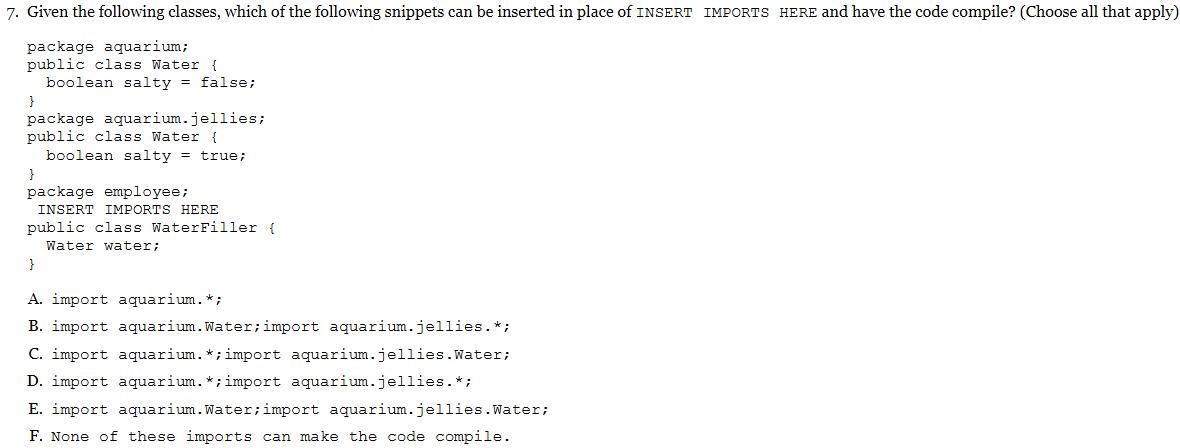 7. Given the following classes, which of the following snippets can be inserted in place of INSERT IMPORTS HERE and have the code compile? (Choose all that apply)
package aquarium;
public class Water {
boolean salty = false;
}
package aquarium.jellies;
public class Water {
boolean salty = true;
}
package employee;
INSERT IMPORTS HERE
public class WaterFiller {
Water water;
}
A. import aquarium.*;
B. import aquarium.Water;import aquarium.jellies.*;
C. import aquarium.*;import aquarium.jellies.Water;
D. import aquarium.*;import aquarium.jellies.*;
E. import aquarium.Water;import aquarium.jellies.Water;
F. None of these imports can make the code compile.